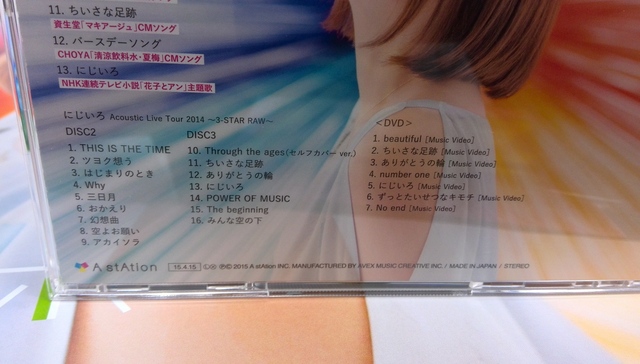 11. ちいさな足跡
資生堂「マキアージュ」CMソング
12. バースデーソング
CHOYA「清涼飲料水・夏梅」CMソング
13. にじいろ
NHK連続テレビ小説「花子とアン」主題歌
にじいろ Acoustic Live Tour 2014 〜3-STAR RAW〜
DISC2
1. THIS IS THE TIME
2. ツヨク想う
3. はじまりのとき
4. Why
5. 三日月
6. おかえり
7. 幻想曲
8. 空よお願い
9. アカイソラ
DISC3
10. Through the ages(セルフカバー ver.)
11. ちいさな足跡
12. ありがとうの輪
13. にじいろ
14. POWER OF MUSIC
15. The beginning
16. みんな空の下
<DVD>
1. beautiful [Music Video]
2. ちいさな足跡 [Music Video]
3. ありがとうの輪 [Music Video]
4. number one [Music Video]
5. にじいろ [Music Video]
6. ずっとたいせつなキモチ [Music Video]
7. No end [Music Video]
A stAtion 15.4.15 Ⓛ Ⓧ Ⓟ© 2015 A stAtion INC. MANUFACTURED BY AVEX MUSIC CREATIVE INC. / MADE IN JAPAN / STEREO